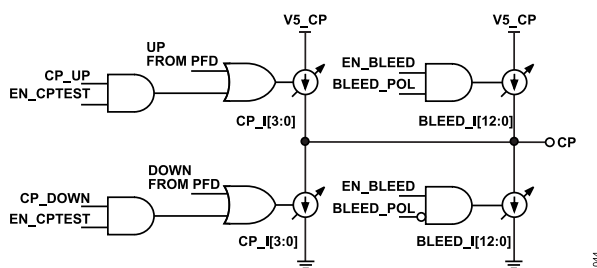 V5_CP
V5_CP
UP
FROM PFD
EN_BLEED
CP_UP
BLEED_POL
EN_CPTEST
CP_I[3:0]
BLEED_I[12:0]
CP
DOWN
FROM PFD
EN_BLEED
CP_DOWN
BLEED_POL
EN_CPTEST
CP_I[3:0]
BLEED_I[12:0]
044